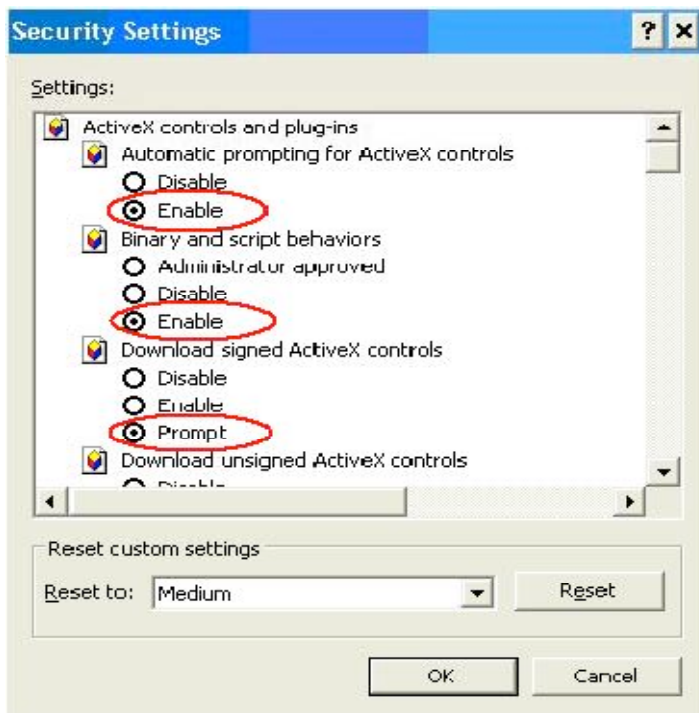 Security Settings
Settings:
ActiveX controls and plug-ins
Automatic prompting for ActiveX controls
Disable
Enable
Binary and script behaviors
Administrator approved
Disable
Enable
Download signed ActiveX controls
Disable
Enable
Prompt
Download unsigned ActiveX controls
Disable
Reset custom settings
Reset to: Medium Reset
OK Cancel